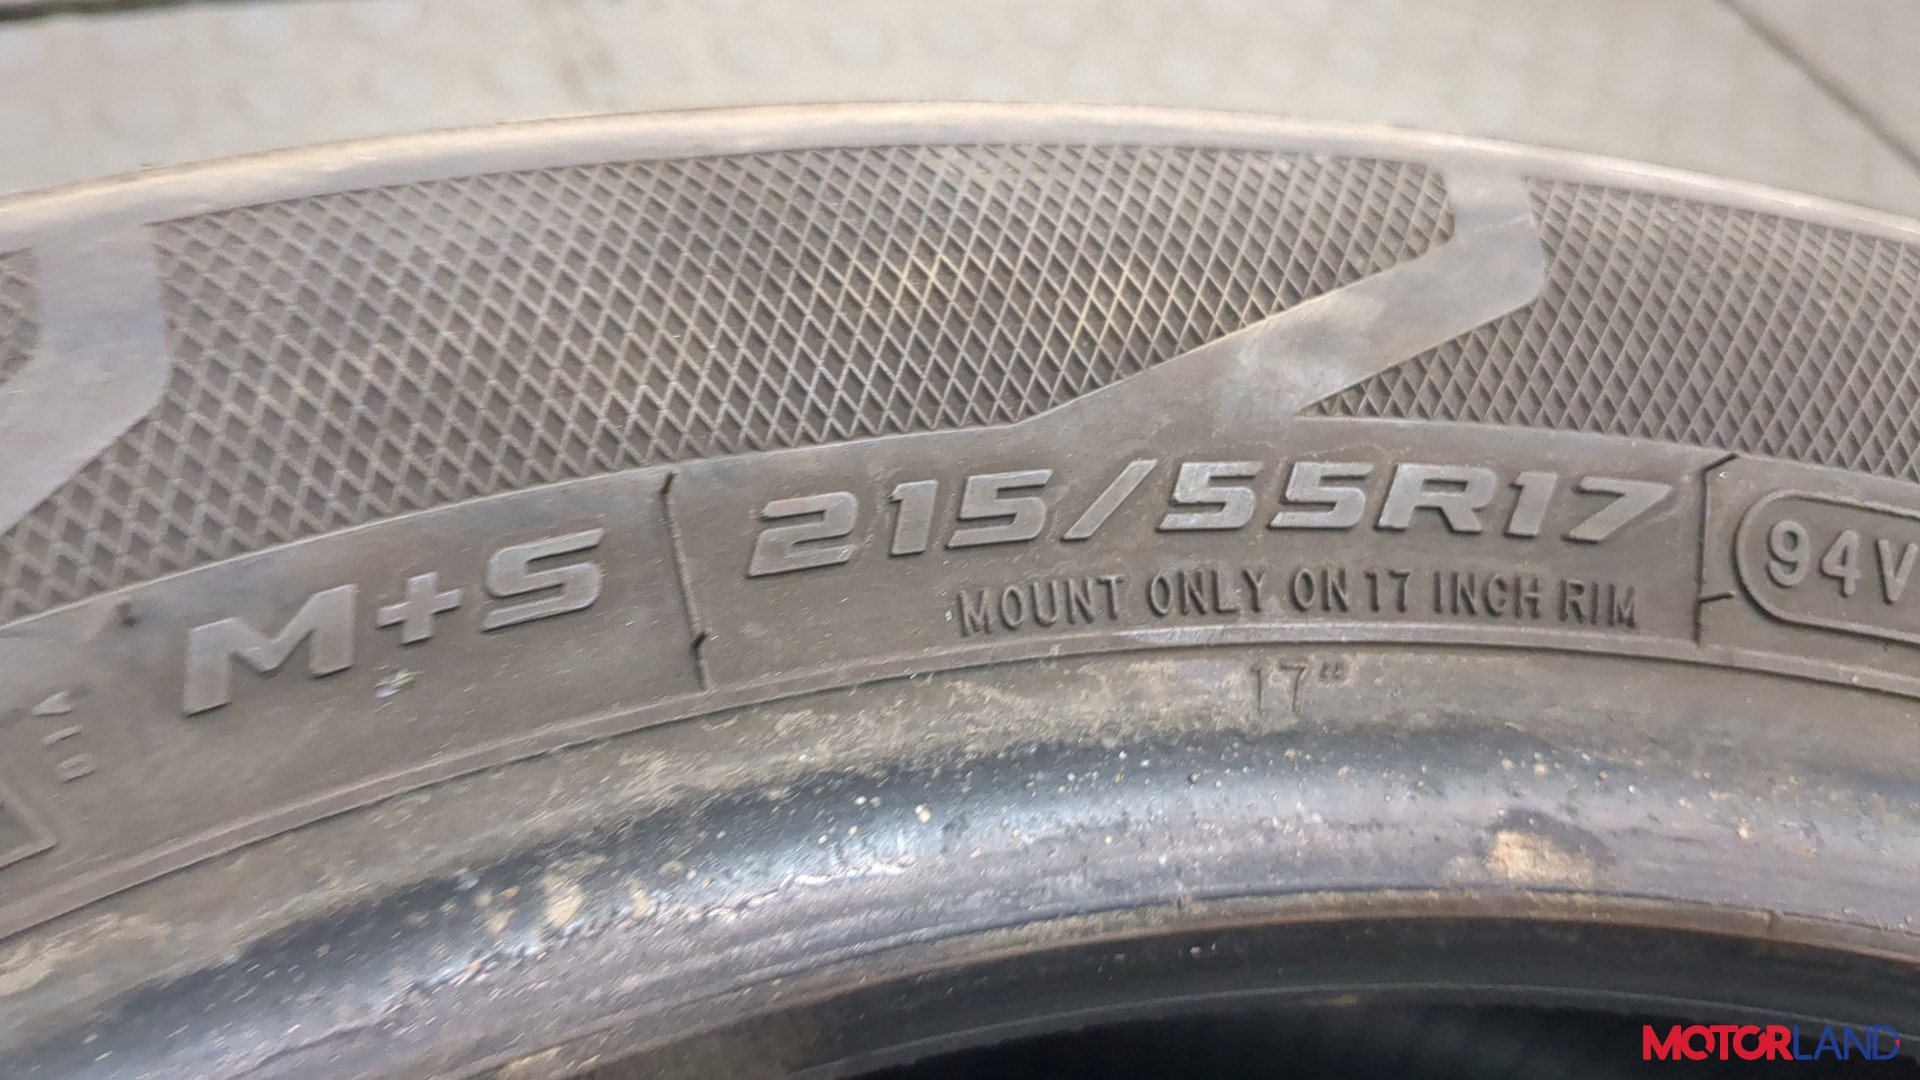 M+S
215/55R17
MOUNT ONLY ON 17 INCH RIM
94V
17"
MOTORLAND